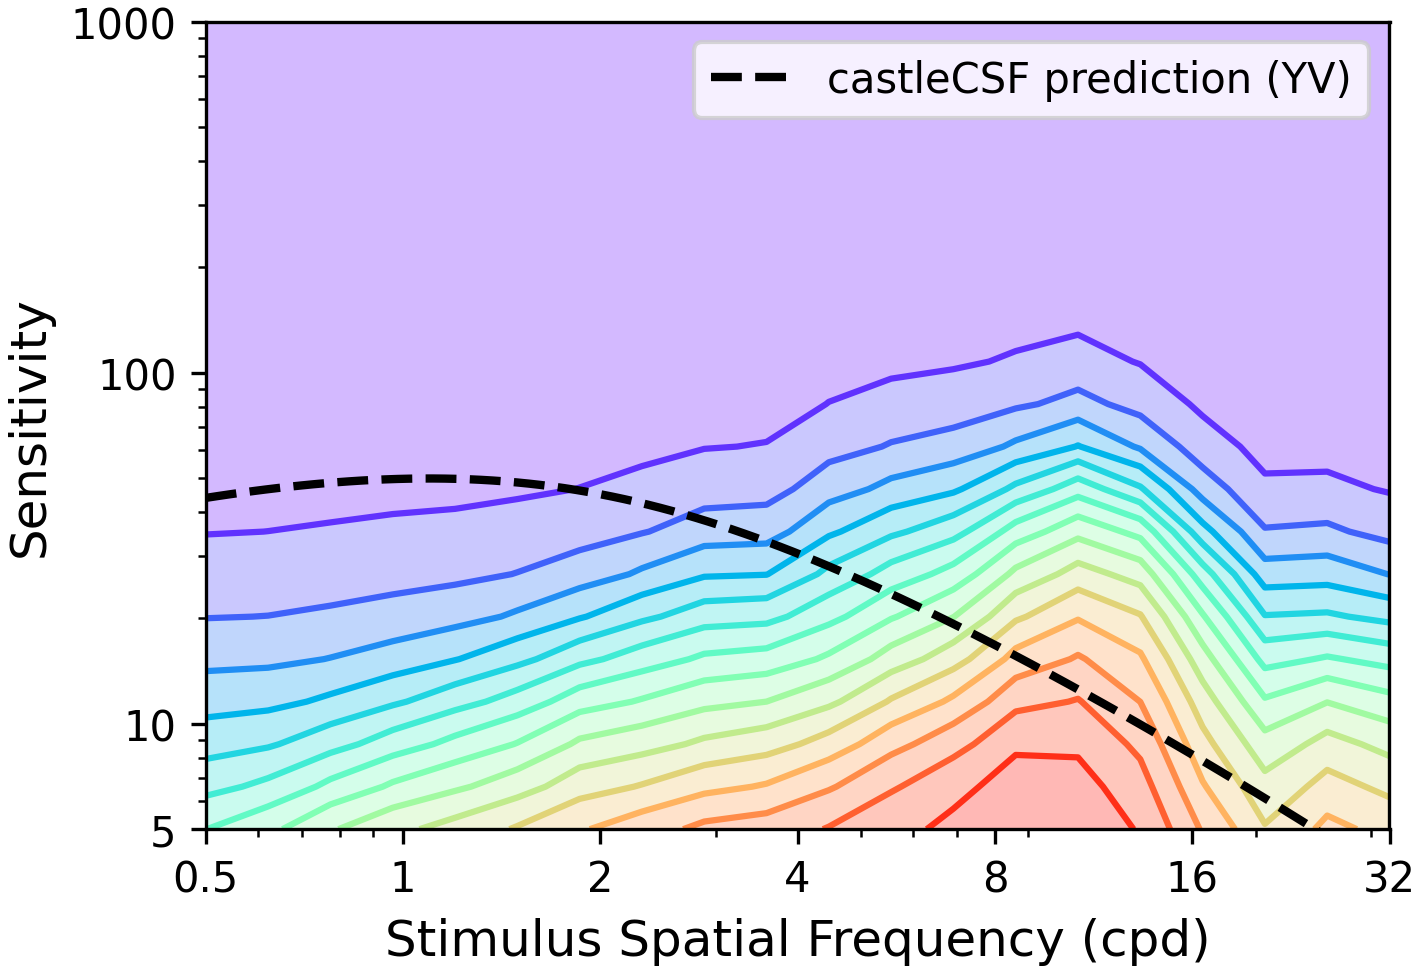 1000
castleCSF prediction (YV)
Sensitivity
100
10
5
0.5 1 2 4 8 16 32
Stimulus Spatial Frequency (cpd)